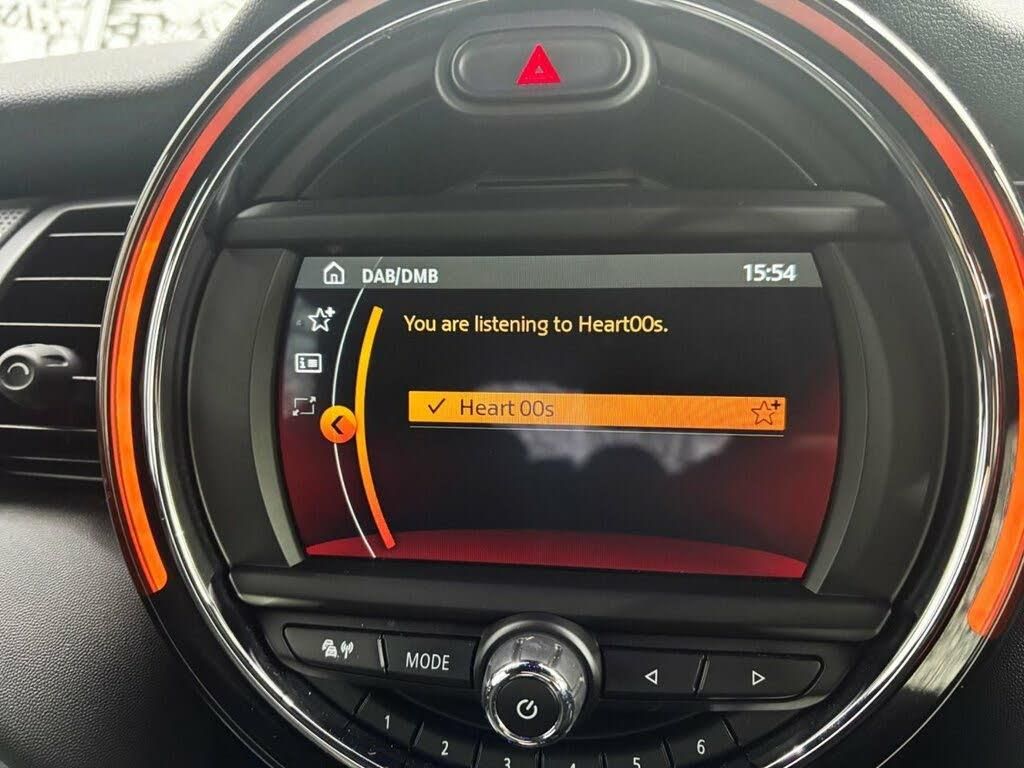 DAB/DMB 15:54
You are listening to Heart00s.
Heart 00s
MODE
1
2
3
4
5
6